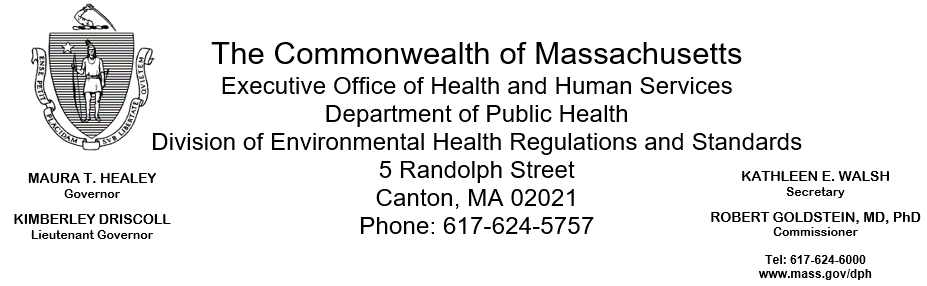 The Commonwealth of Massachusetts
Executive Office of Health and Human Services
Department of Public Health
Division of Environmental Health Regulations and Standards
5 Randolph Street
Canton, MA 02021
Phone: 617-624-5757
ENSE PETIT PLACIDAM SVB LIBERTATE QVIETEM
MAURA T. HEALEY
Governor
KIMBERLEY DRISCOLL
Lieutenant Governor
KATHLEEN E. WALSH
Secretary
ROBERT GOLDSTEIN, MD, PhD
Commissioner
Tel: 617-624-6000
www.mass.gov/dph